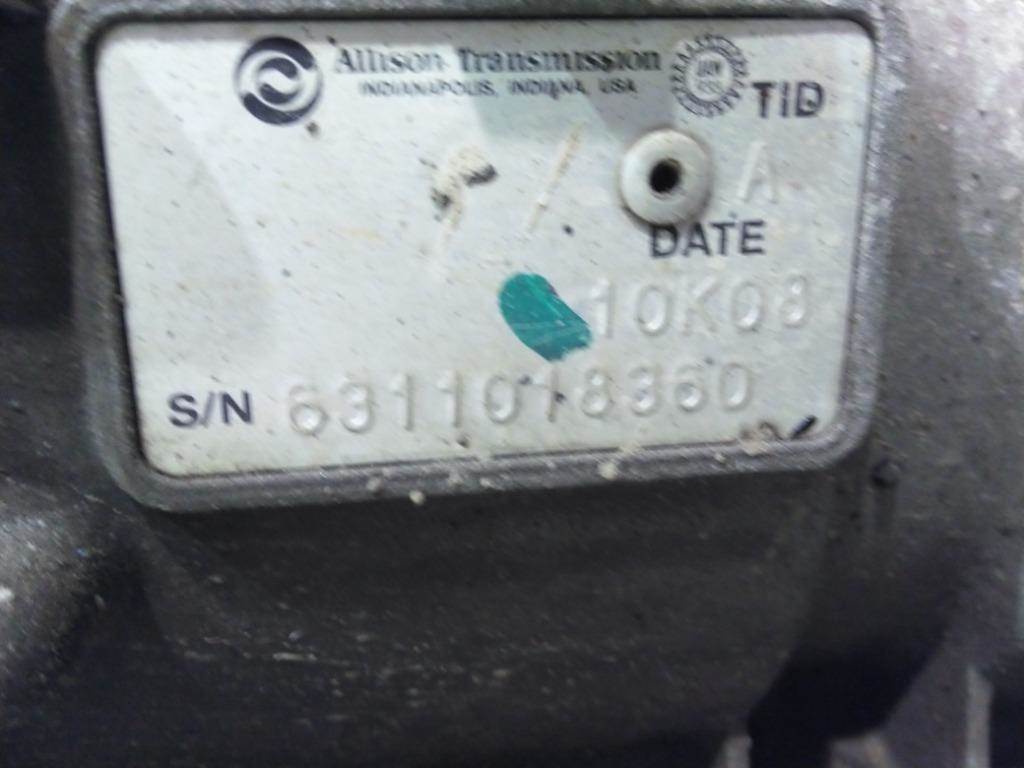 Allison Transmission
INDIANAPOLIS, INDIANA, USA
TID
A
DATE
10K08
S/N 6311018360